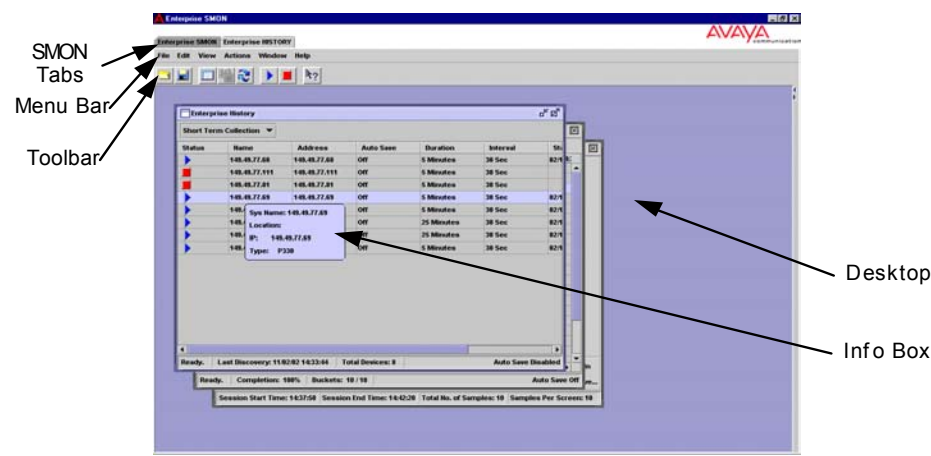 Enterprise SMON
AVAYA
communication
Enterprise SMON Enterprise HISTORY
SMON
Tabs
File Edit View Actions Window Help
Menu Bar
Toolbar
Enterprise History
Short Term Collection
Status Name Address Auto Save Duration Interval
149.49.77.68 149.49.77.68 Off 5 Minutes 30 Sec
149.49.77.111 149.49.77.111 Off 5 Minutes 30 Sec
149.49.77.81 149.49.77.81 Off 5 Minutes 30 Sec
149.49.77.69 149.49.77.69 Off 5 Minutes 30 Sec
Off 5 Minutes 30 Sec
Off 25 Minutes 30 Sec
Off 25 Minutes 30 Sec
Off 5 Minutes 30 Sec
Sys Name: 149.49.77.69
Location:
IP: 149.49.77.69
Type: P330
Desktop
Info Box
Ready. Last Discovery: 11/02/02 14:33:44 Total Devices: 8 Auto Save Disabled
Ready. Completion: 100% Buckets: 10 / 10 Auto Save Off
Session Start Time: 14:37:50 Session End Time: 14:42:20 Total No. of Samples: 10 Samples Per Screen: 10